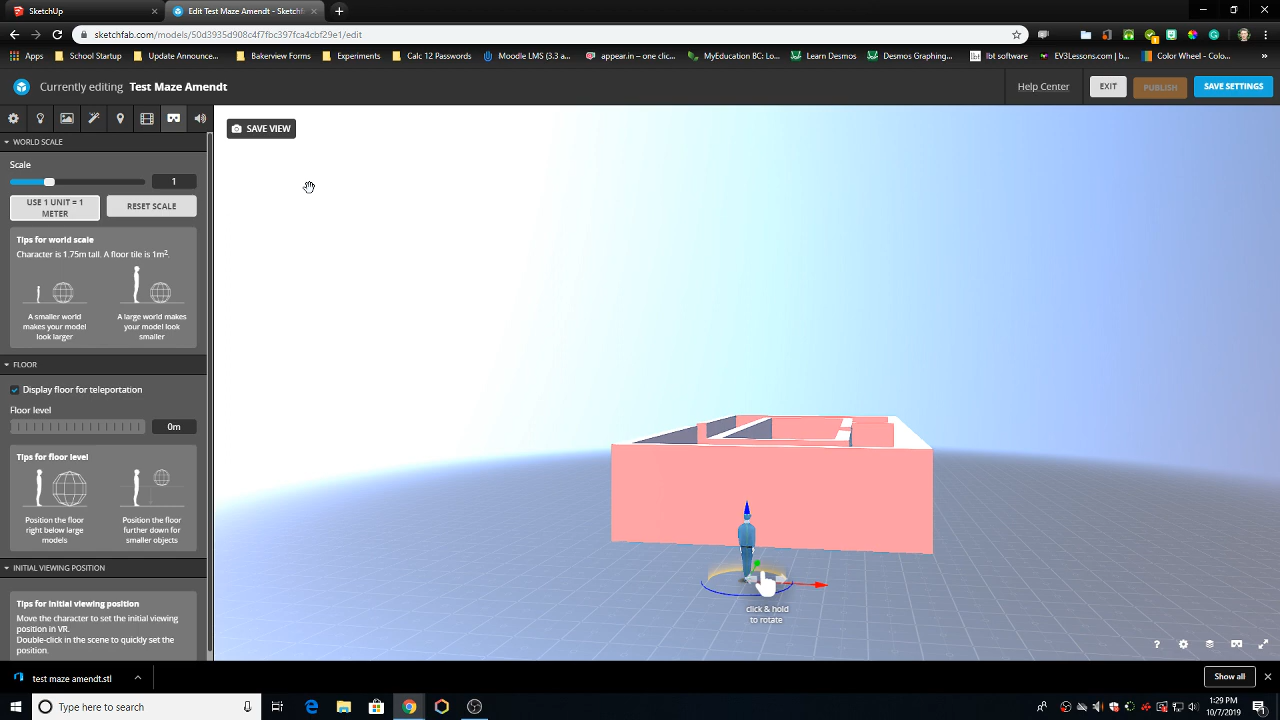 SketchUp
Edit Test Maze Amendt - Sketchf
sketchfab.com/models/50d3935d908c4f7fbc397fca4cbf29e1/edit
Apps
School Startup
Update Announce...
Bakeview Forms
Experiments
Calc 12 Passwords
Moodle LMS (3.3 a...
appear.in – one clic...
MyEducation BC: Lo...
Learn Desmos
Desmos Graphing...
lbt software
EV3Lessons.com | b...
Color Wheel - Colo...
»
Currently editing Test Maze Amendt
Help Center
EXIT
PUBLISH
SAVE SETTINGS
SAVE VIEW
WORLD SCALE
Scale
1
USE 1 UNIT = 1
METER
RESET SCALE
Tips for world scale
Character is 1.75m tall. A floor tile is 1m².
A smaller world
makes your model
look larger
A large world makes
your model look
smaller
FLOOR
Display floor for teleportation
Floor level
0m
Tips for floor level
Position the floor
right below large
models
Position the floor
further down for
smaller objects
INITIAL VIEWING POSITION
Tips for initial viewing position
Move the character to set the initial viewing
position in VR.
Double-click in the scene to quickly set the
position.
click & hold
to rotate
?
test maze amendt.stl
Show all
Type here to search
1:29 PM
10/7/2019